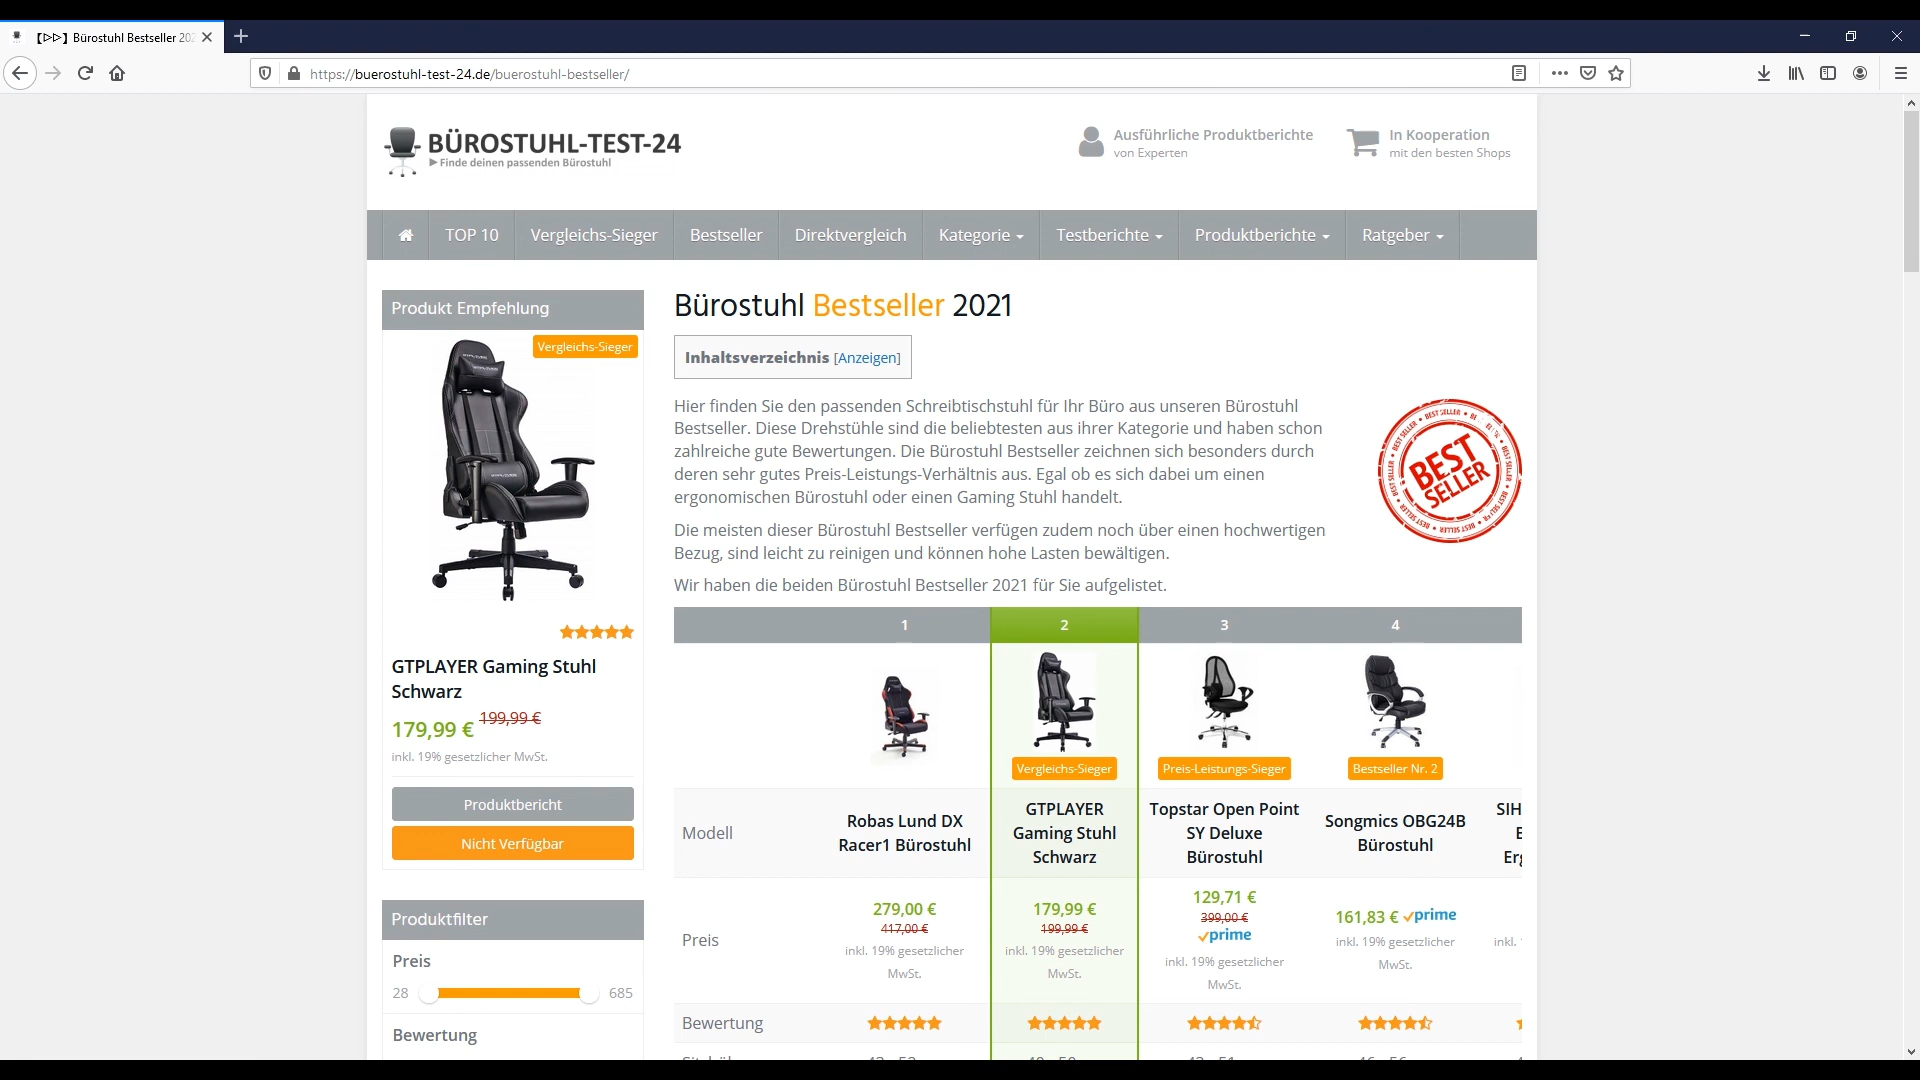 【▷▷】Bürostuhl Bestseller 202
https://buerostuhl-test-24.de/buerostuhl-bestseller/
BÜROSTUHL-TEST-24
Finde deinen passenden Bürostuhl
Ausführliche Produktberichte
von Experten
In Kooperation
mit den besten Shops
TOP 10 Vergleichs-Sieger Bestseller Direktvergleich Kategorie Testberichte Produktberichte Ratgeber
Produkt Empfehlung
Vergleichs-Sieger
GTPLAYER Gaming Stuhl
Schwarz
179,99 € 199,99 €
inkl. 19% gesetzlicher MwSt.
Produktbericht
Nicht Verfügbar
Produktfilter
Preis
28 685
Bewertung
Bürostuhl Bestseller 2021
Inhaltsverzeichnis [Anzeigen]
Hier finden Sie den passenden Schreibtischstuhl für Ihr Büro aus unseren Bürostuhl
Bestseller. Diese Drehstühle sind die beliebtesten aus ihrer Kategorie und haben schon
zahlreiche gute Bewertungen. Die Bürostuhl Bestseller zeichnen sich besonders durch
deren sehr gutes Preis-Leistungs-Verhältnis aus. Egal ob es sich dabei um einen
ergonomischen Bürostuhl oder einen Gaming Stuhl handelt.
Die meisten dieser Bürostuhl Bestseller verfügen zudem noch über einen hochwertigen
Bezug, sind leicht zu reinigen und können hohe Lasten bewältigen.
Wir haben die beiden Bürostuhl Bestseller 2021 für Sie aufgelistet.
BEST
SELLER
1 2 3 4
Vergleichs-Sieger Preis-Leistungs-Sieger Bestseller Nr. 2
Modell
Robas Lund DX
Racer1 Bürostuhl
GTPLAYER
Gaming Stuhl
Schwarz
Topstar Open Point
SY Deluxe
Bürostuhl
Songmics OBG24B
Bürostuhl
SIH
Preis
279,00 €
417,00 €
inkl. 19% gesetzlicher
MwSt.
179,99 €
199,99 €
inkl. 19% gesetzlicher
MwSt.
129,71 €
399,00 €
prime
inkl. 19% gesetzlicher
MwSt.
161,83 € prime
inkl. 19% gesetzlicher
MwSt.
inkl.
Bewertung